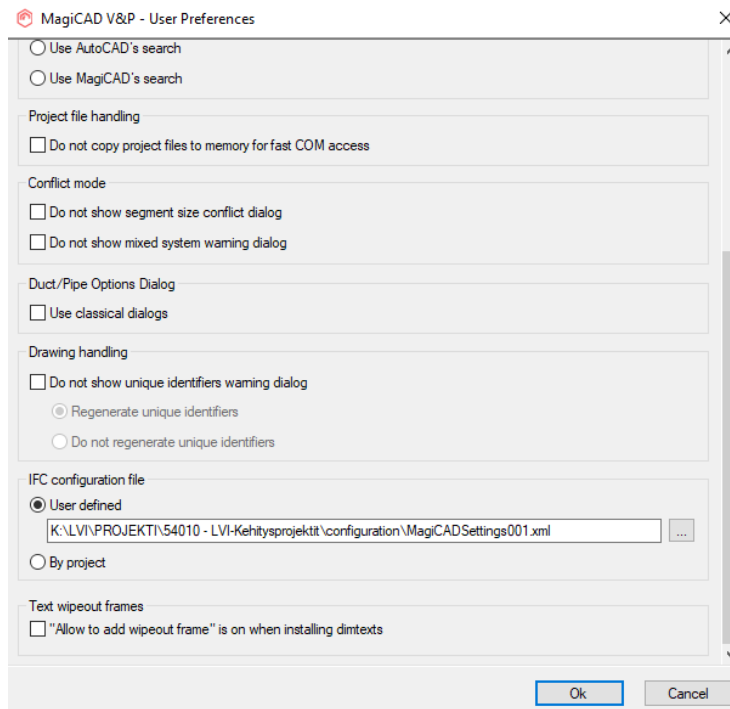 MagiCAD V&P - User Preferences
Use AutoCAD's search
Use MagiCAD's search
Project file handling
Do not copy project files to memory for fast COM access
Conflict mode
Do not show segment size conflict dialog
Do not show mixed system warning dialog
Duct/Pipe Options Dialog
Use classical dialogs
Drawing handling
Do not show unique identifiers warning dialog
Regenerate unique identifiers
Do not regenerate unique identifiers
IFC configuration file
User defined
K:\LVI\PROJEKTI\54010 - LVI-Kehitysprojektit\configuration\MagiCADSettings001.xml
...
By project
Text wipeout frames
"Allow to add wipeout frame" is on when installing dimtexts
Ok Cancel